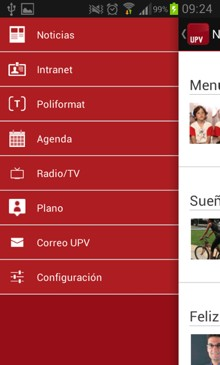 99% 09:24
Noticias
Intranet
[T] Poliformat
Agenda
Radio/TV
Plano
Correo UPV
Configuración
UPV N
Menu
Sueñ
Feliz